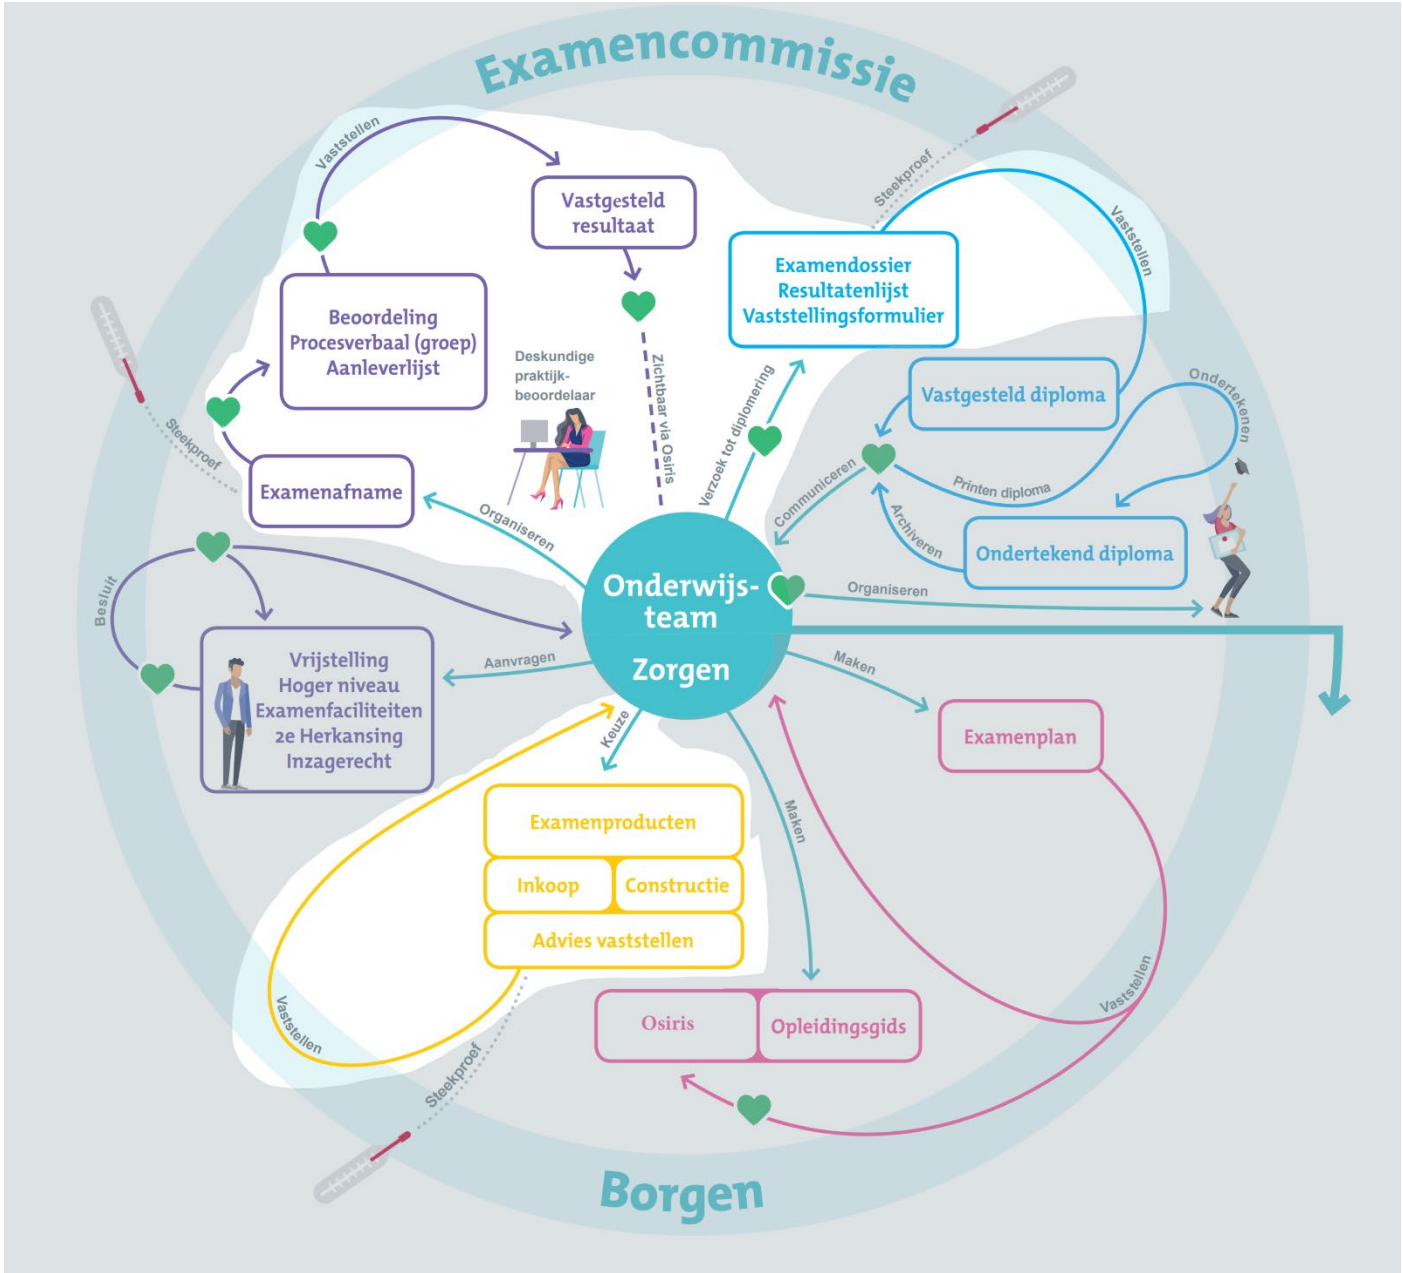 Examencommissie
Vaststellen
Steekproef
Vastgesteld
resultaat
Vaststellen
Examendossier
Resultatenlijst
Vaststellingsformulier
Beoordeling
Procesverbaal (groep)
Aanleverlijst
Deskundige
praktijk-
beoordelaar
Zichtbaar via Osiris
Verzoek tot diplomering
Vastgesteld diploma
Ondertekenen
Steekproef
Examenafname
Communiceren
Printen diploma
Organiseren
Archiveren
Ondertekend diploma
Besluit
Onderwijs-
team
Zorgen
Organiseren
Vrijstelling
Hoger niveau
Examenfaciliteiten
2e Herkansing
Inzagerecht
Aanvragen
Maken
Keuze
Examenplan
Examenproducten
Maken
Inkoop
Constructie
Advies vaststellen
Vaststellen
Vaststellen
Osiris
Opleidingsgids
Steekproef
Borgen